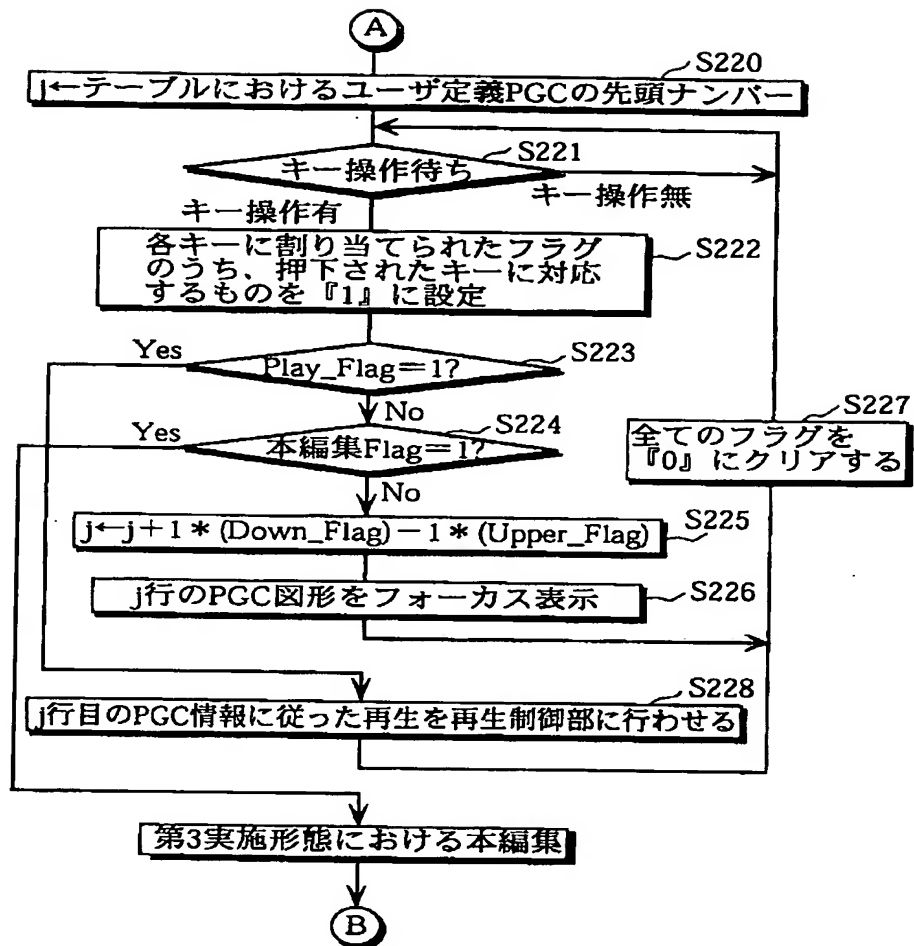 A
S220
j←テーブルにおけるユーザ定義PGCの先頭ナンバー
S221
キー操作待ち
キー操作無
キー操作有
各キーに割り当てられたフラグ
のうち、押下されたキーに対応
するものを『1』に設定
S222
Yes
Play_Flag=1?
S223
No
Yes
本編集Flag=1?
S224
S227
全てのフラグを
『0』にクリアする
No
j←j+1*(Down_Flag)-1*(Upper_Flag)
S225
j行のPGC図形をフォーカス表示
S226
S228
j行目のPGC情報に従った再生を再生制御部に行わせる
第3実施形態における本編集
B